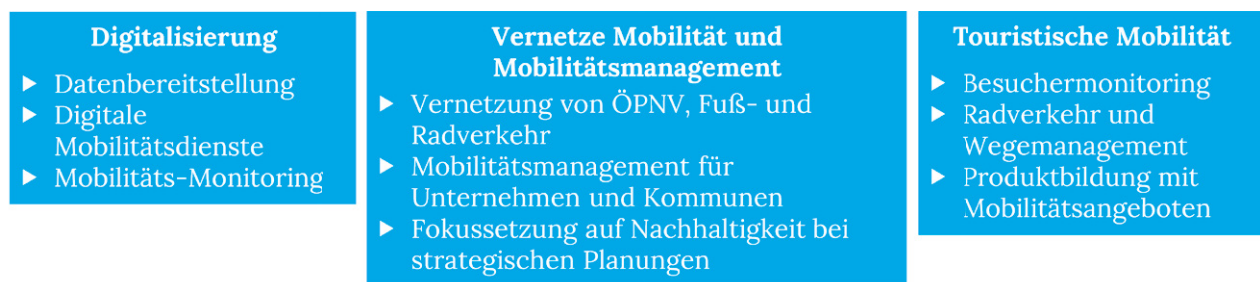 Digitalisierung
▶ Datenbereitstellung
▶ Digitale
Mobilitätsdienste
▶ Mobilitäts-Monitoring
Vernetze Mobilität und
Mobilitätsmanagement
▶ Vernetzung von ÖPNV, Fuß- und
Radverkehr
▶ Mobilitätsmanagement für
Unternehmen und Kommunen
▶ Fokussetzung auf Nachhaltigkeit bei
strategischen Planungen
Touristische Mobilität
▶ Besuchermonitoring
▶ Radverkehr und
Wegemanagement
▶ Produktbildung mit
Mobilitätsangeboten